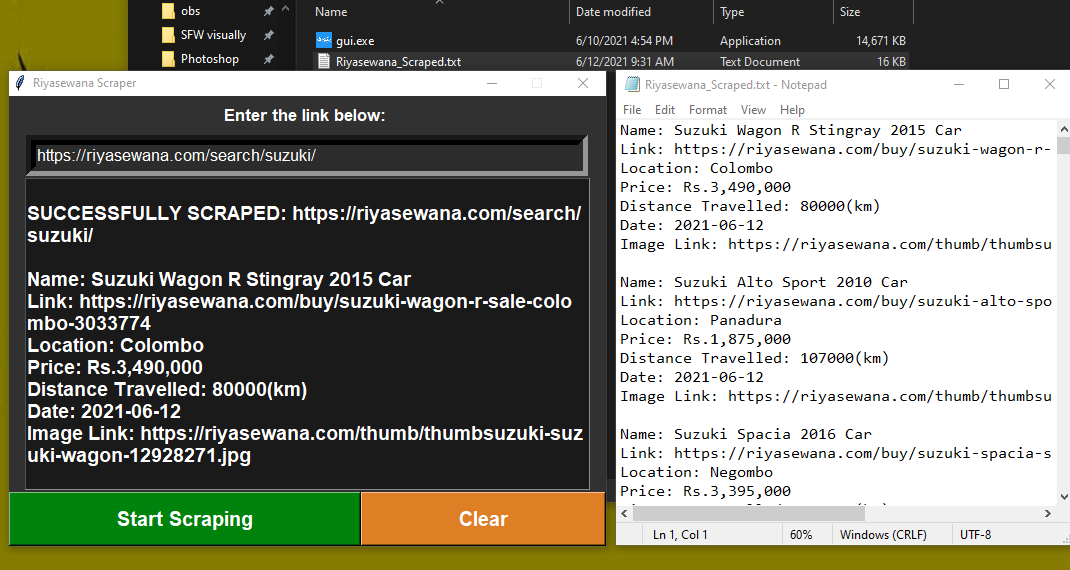 obs
SFW visually
Photoshop
Name
Date modified
Type
Size
gui.exe
6/10/2021 4:54 PM
Application
14,671 KB
Riyasewana_Scraped.txt
6/12/2021 9:31 AM
Text Document
16 KB
Riyasewana Scraper
Enter the link below:
https://riyasewana.com/search/suzuki/
SUCCESSFULLY SCRAPED: https://riyasewana.com/search/
suzuki/
Name: Suzuki Wagon R Stingray 2015 Car
Link: https://riyasewana.com/buy/suzuki-wagon-r-sale-colo
mbo-3033774
Location: Colombo
Price: Rs.3,490,000
Distance Travelled: 80000(km)
Date: 2021-06-12
Image Link: https://riyasewana.com/thumb/thumbsuzuki-suz
uki-wagon-12928271.jpg
Start Scraping
Clear
Riyasewana_Scraped.txt - Notepad
File Edit Format View Help
Name: Suzuki Wagon R Stingray 2015 Car
Link: https://riyasewana.com/buy/suzuki-wagon-r-
Location: Colombo
Price: Rs.3,490,000
Distance Travelled: 80000(km)
Date: 2021-06-12
Image Link: https://riyasewana.com/thumb/thumbsu
Name: Suzuki Alto Sport 2010 Car
Link: https://riyasewana.com/buy/suzuki-alto-spo
Location: Panadura
Price: Rs.1,875,000
Distance Travelled: 107000(km)
Date: 2021-06-12
Image Link: https://riyasewana.com/thumb/thumbsu
Name: Suzuki Spacia 2016 Car
Link: https://riyasewana.com/buy/suzuki-spacia-s
Location: Negombo
Price: Rs.3,395,000
Ln 1, Col 1
60%
Windows (CRLF)
UTF-8